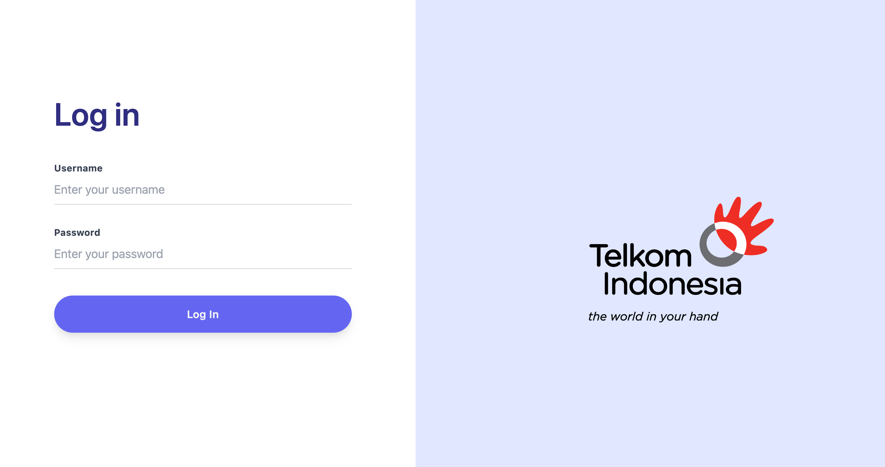 Log in
Username
Enter your username
Password
Enter your password
Log In
Telkom
Indonesia
the world in your hand